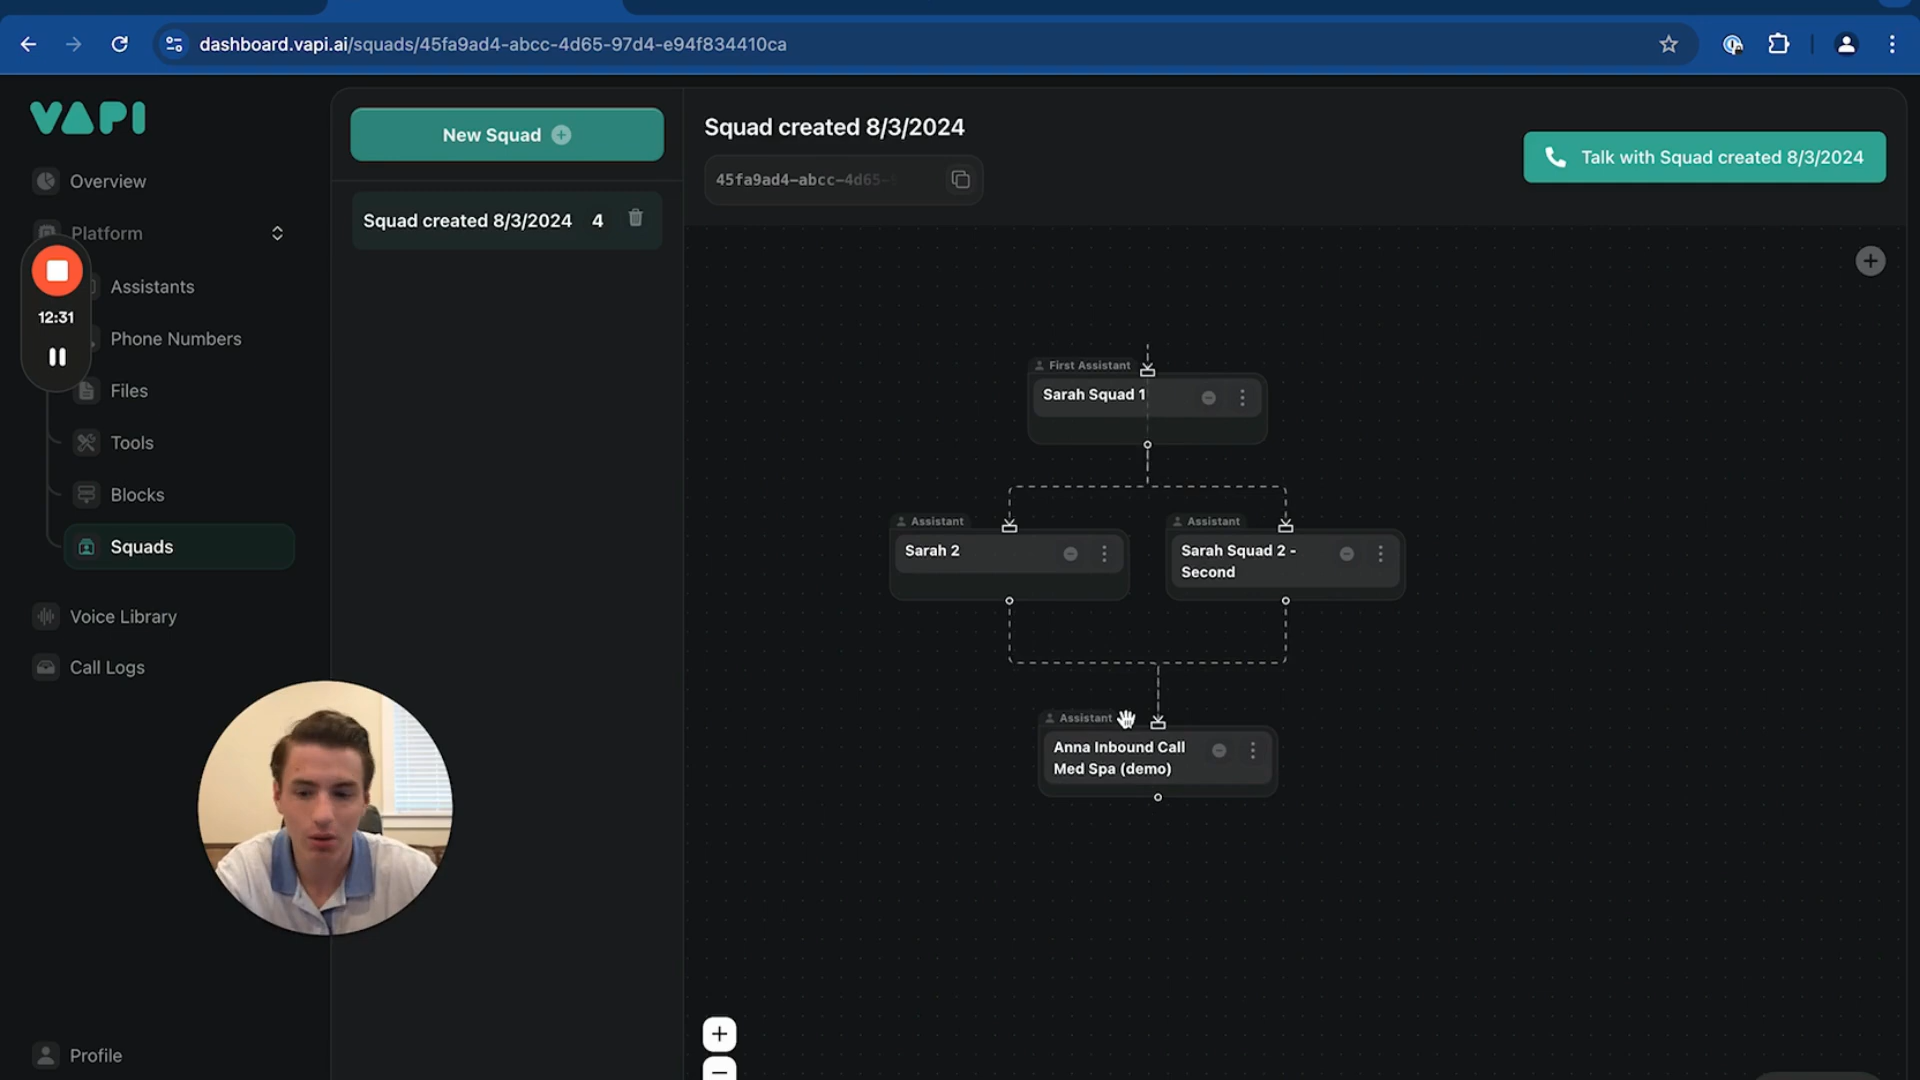 dashboard.vapi.ai/squads/45fa9ad4-abcc-4d65-97d4-e94f834410ca
VAPI
Overview
Platform
12:31
Assistants
Phone Numbers
Files
Tools
Blocks
Squads
Voice Library
Call Logs
Profile
New Squad
Squad created 8/3/2024 4
Squad created 8/3/2024
45fa9ad4-abcc-4d65-
Talk with Squad created 8/3/2024
First Assistant
Sarah Squad 1
Assistant
Sarah 2
Assistant
Sarah Squad 2 -
Second
Assistant
Anna Inbound Call
Med Spa (demo)